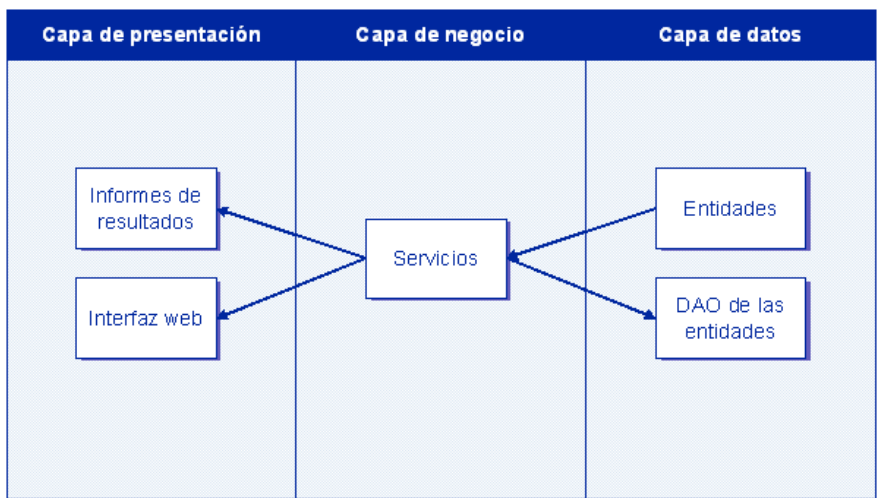 Capa de presentación
Capa de negocio
Capa de datos
Informes de
resultados
Interfaz web
Servicios
Entidades
DAO de las
entidades